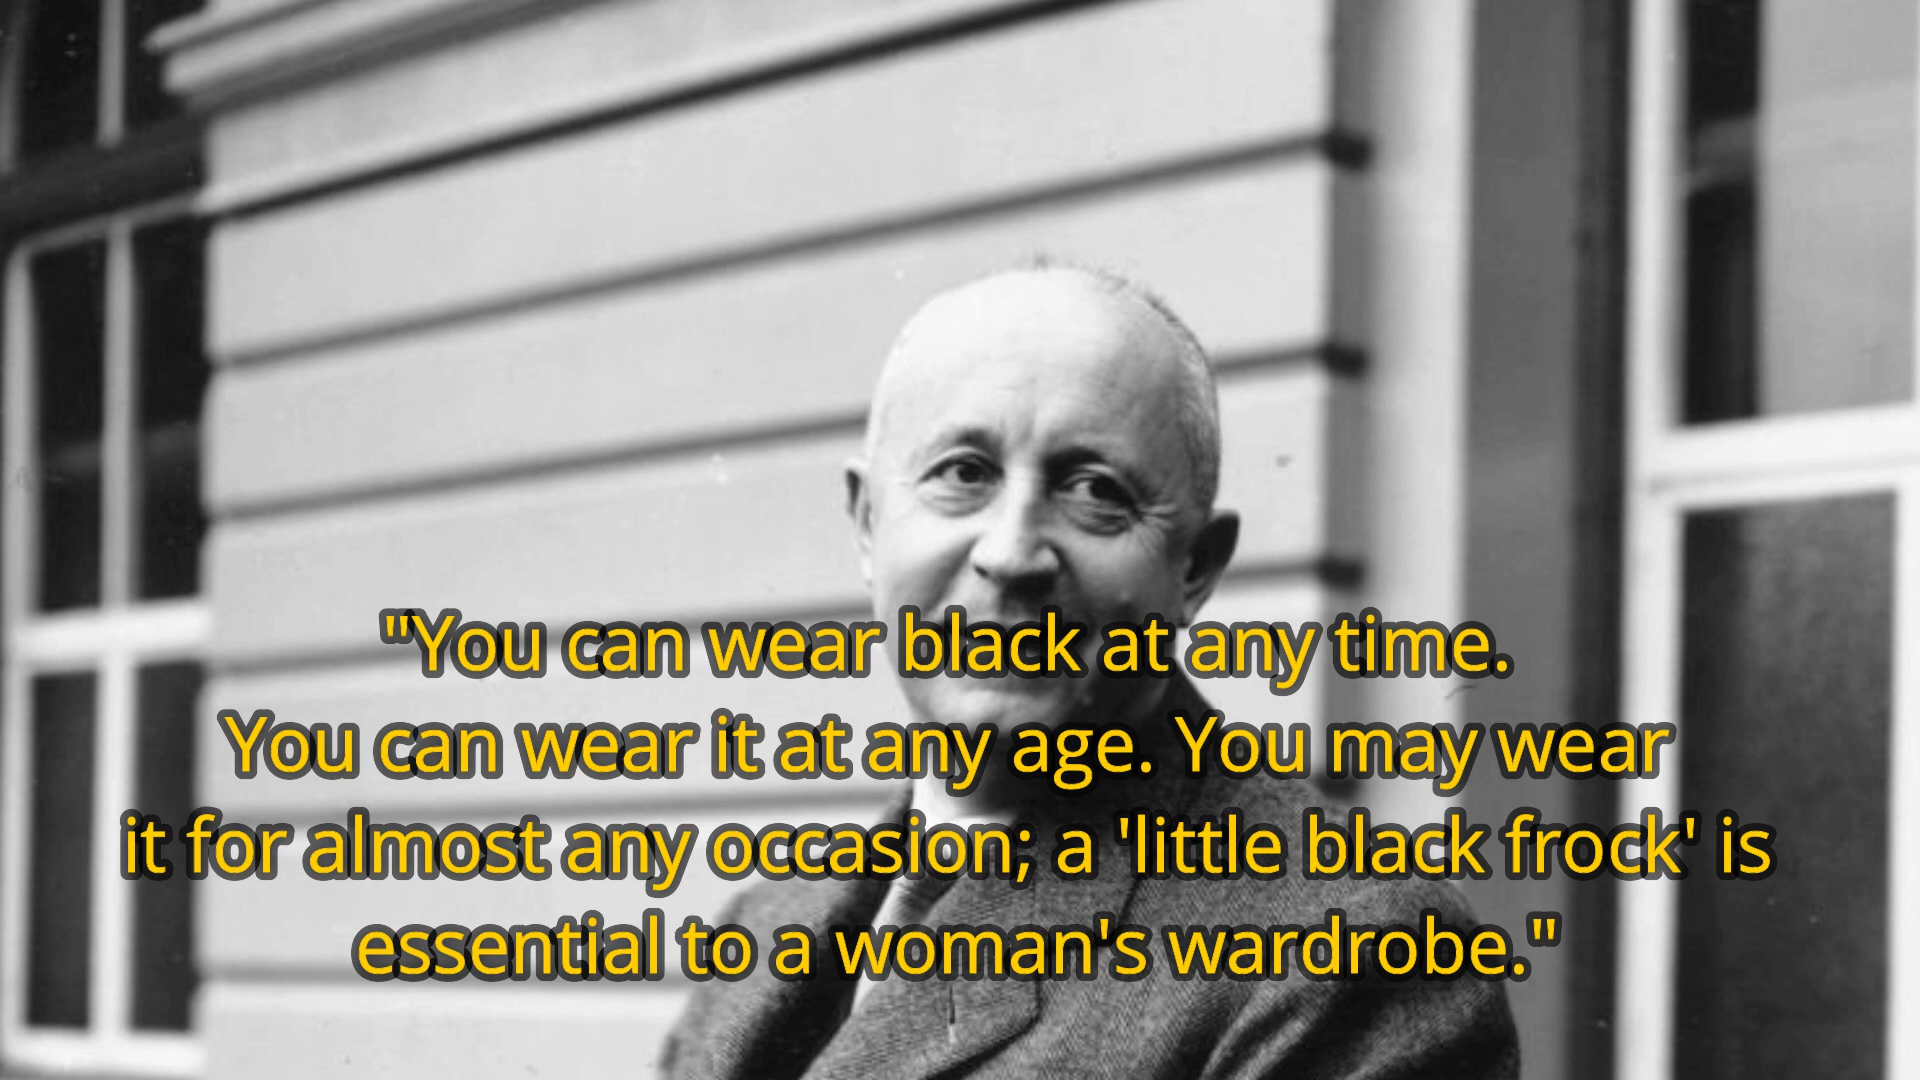 "You can wear black at any time.
You can wear it at any age. You may wear
it for almost any occasion; a 'little black frock' is
essential to a woman's wardrobe."